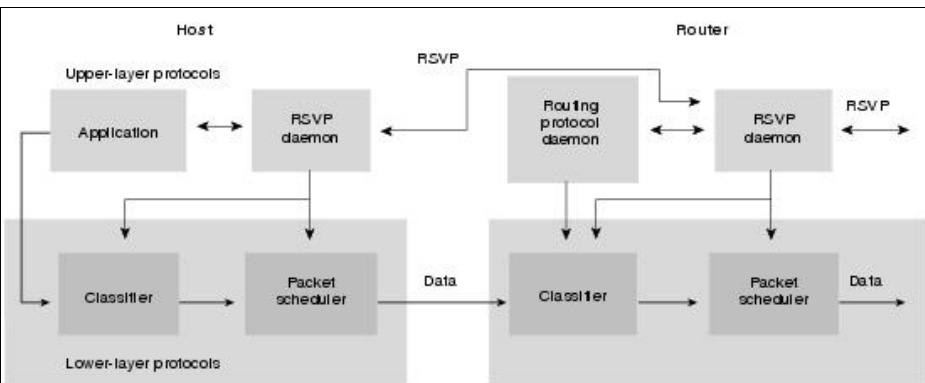 Host
Router
RSVP
Upper-layer protocols
Application
RSVP
daemon
Routing
protocol
daemon
RSVP
daemon
RSVP
Classifier
Packet
scheduler
Data
Classifier
Packet
scheduler
Data
Lower-layer protocols